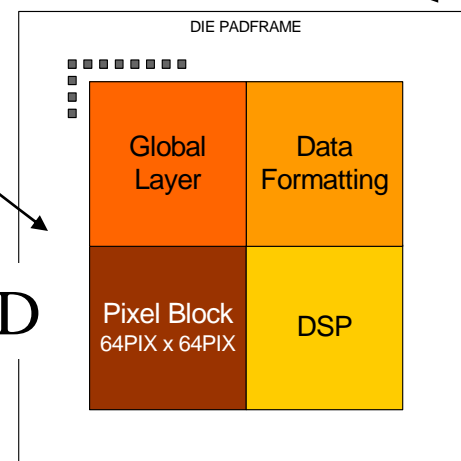 DIE PADFRAME
Global
Layer
Data
Formatting
D
Pixel Block
64PIX x 64PIX
DSP